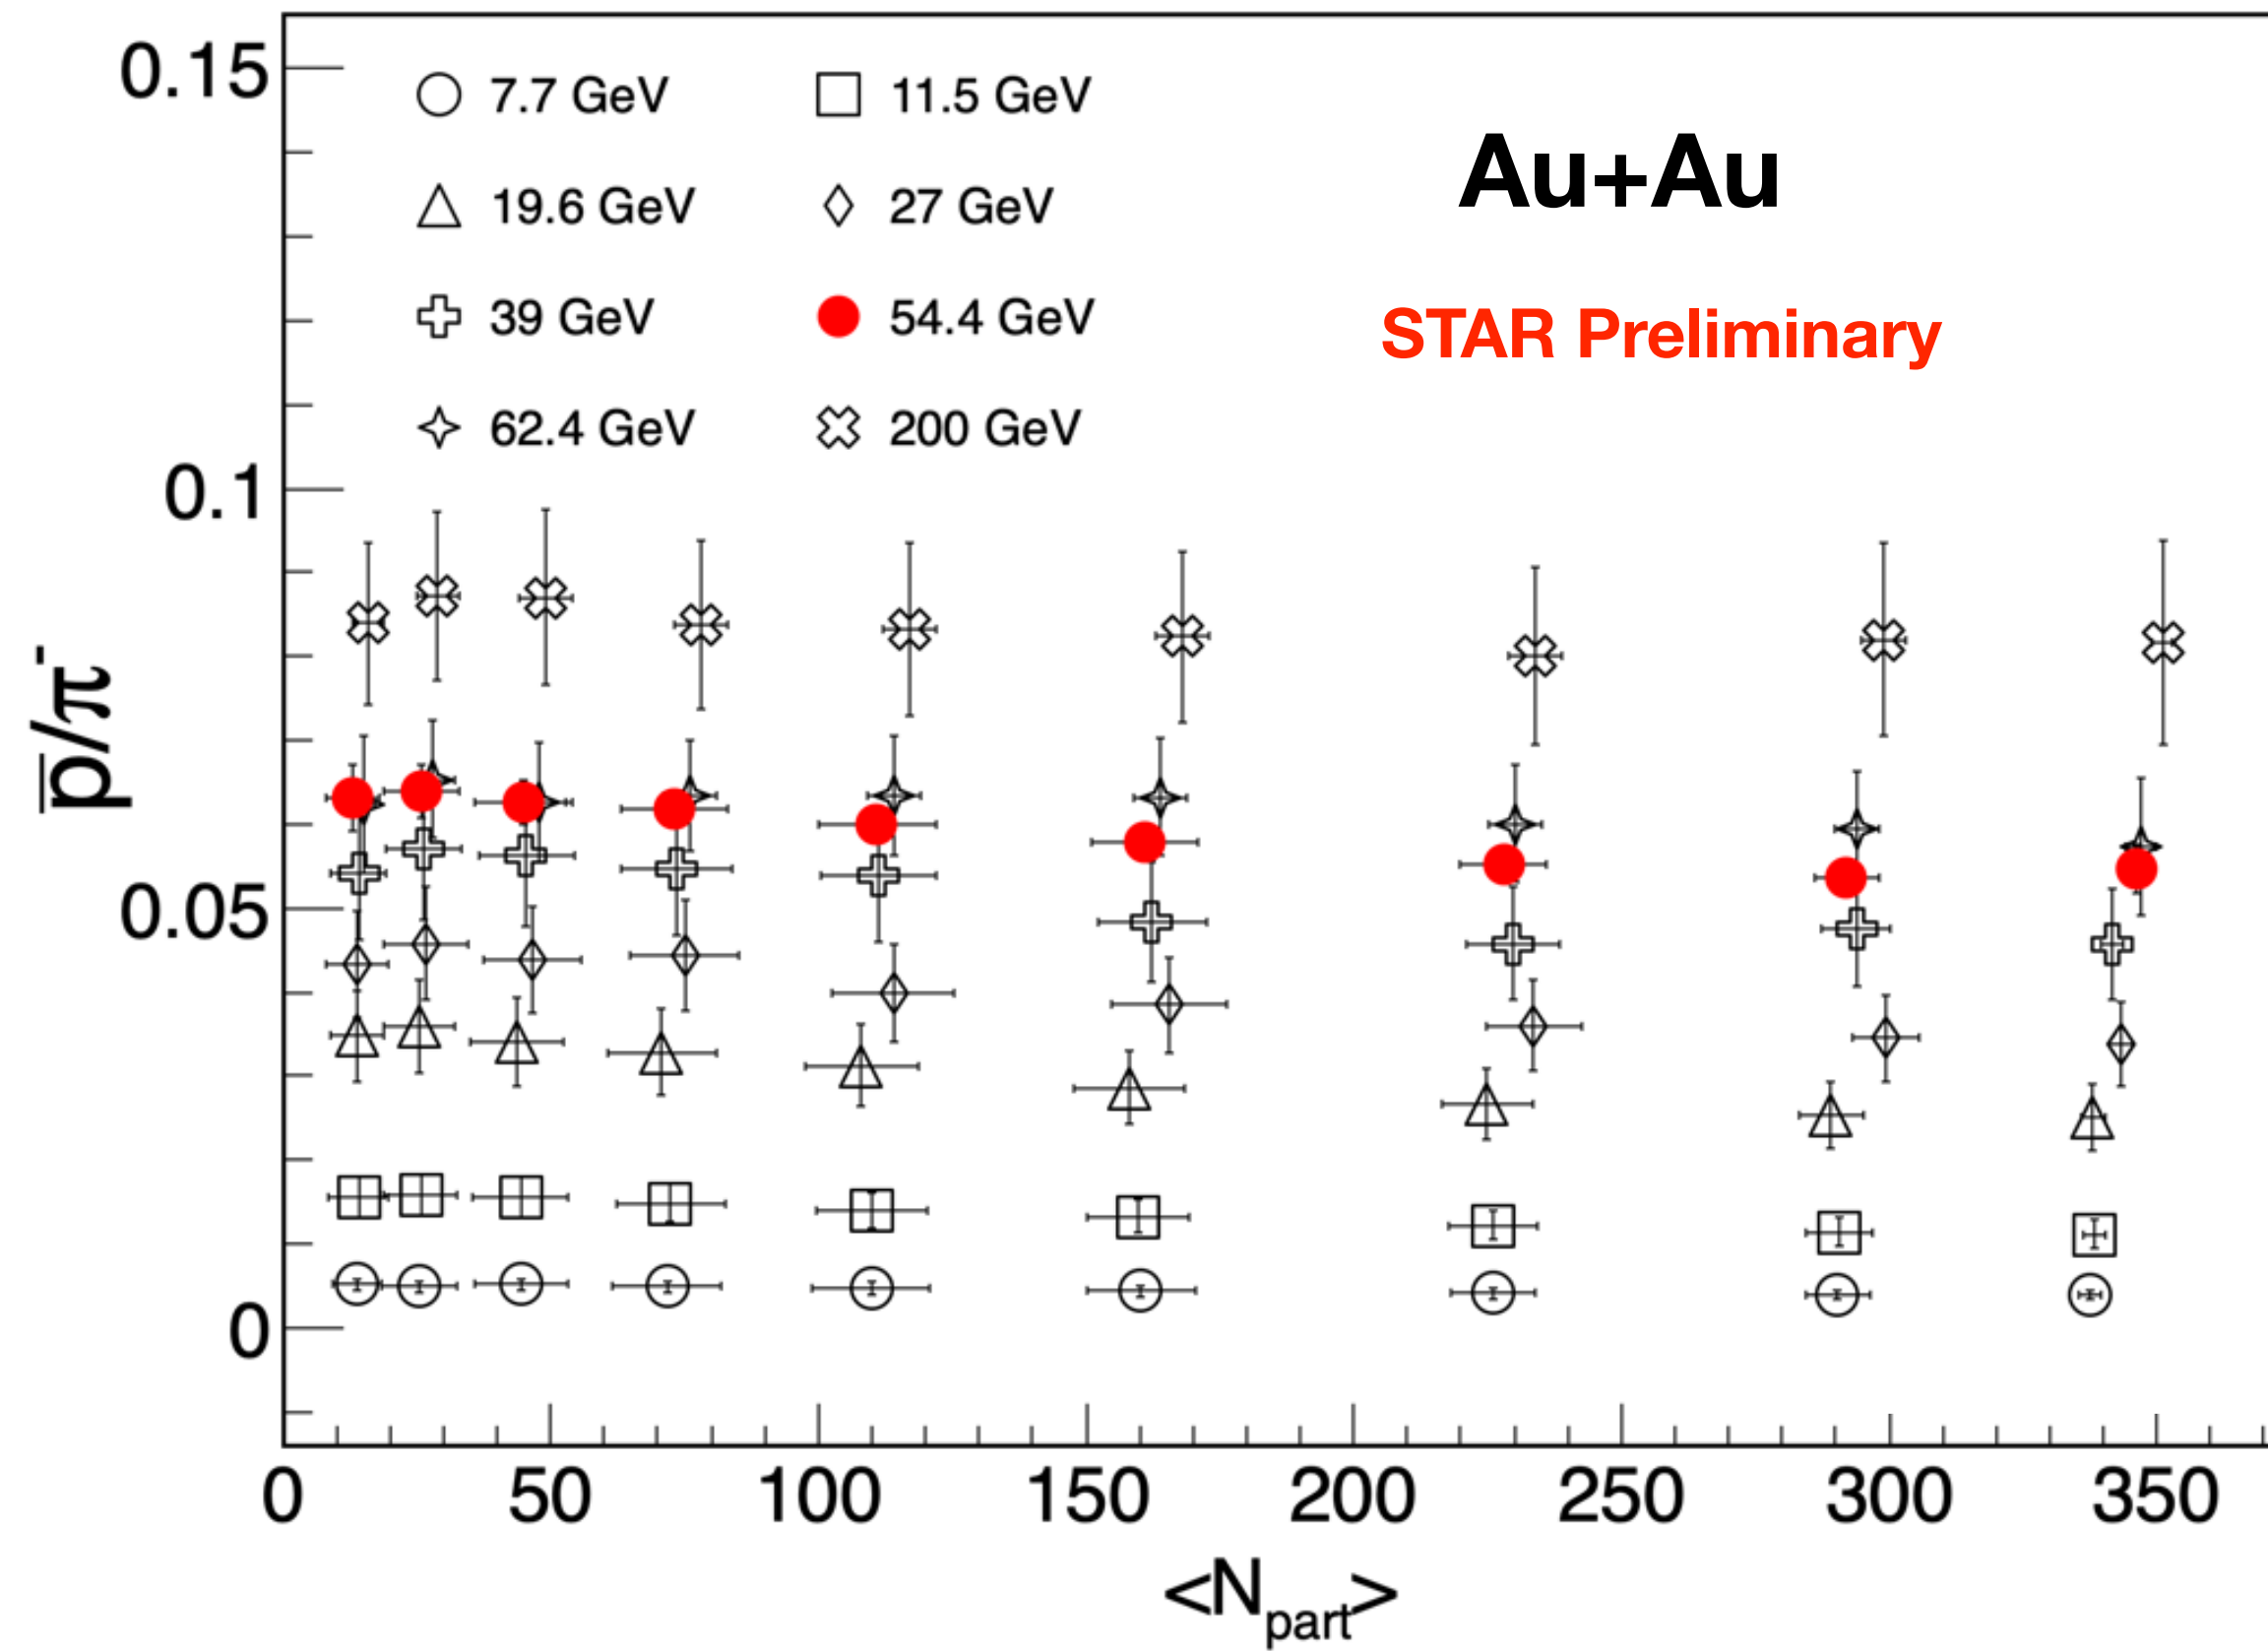 0.15
0.1
0.05
0
p̅/π⁻
7.7 GeV
11.5 GeV
19.6 GeV
27 GeV
39 GeV
54.4 GeV
62.4 GeV
200 GeV
Au+Au
STAR Preliminary
0 50 100 150 200 250 300 350
<N_part>